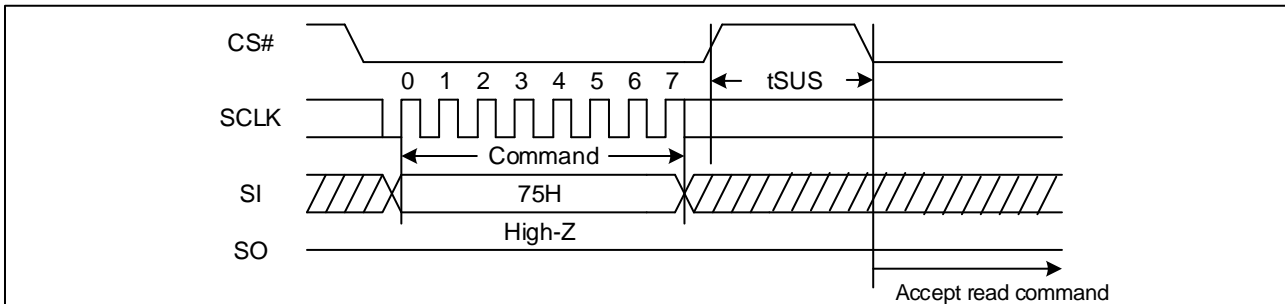 CS#
tSUS
0 1 2 3 4 5 6 7
SCLK
Command
SI
75H
High-Z
SO
Accept read command